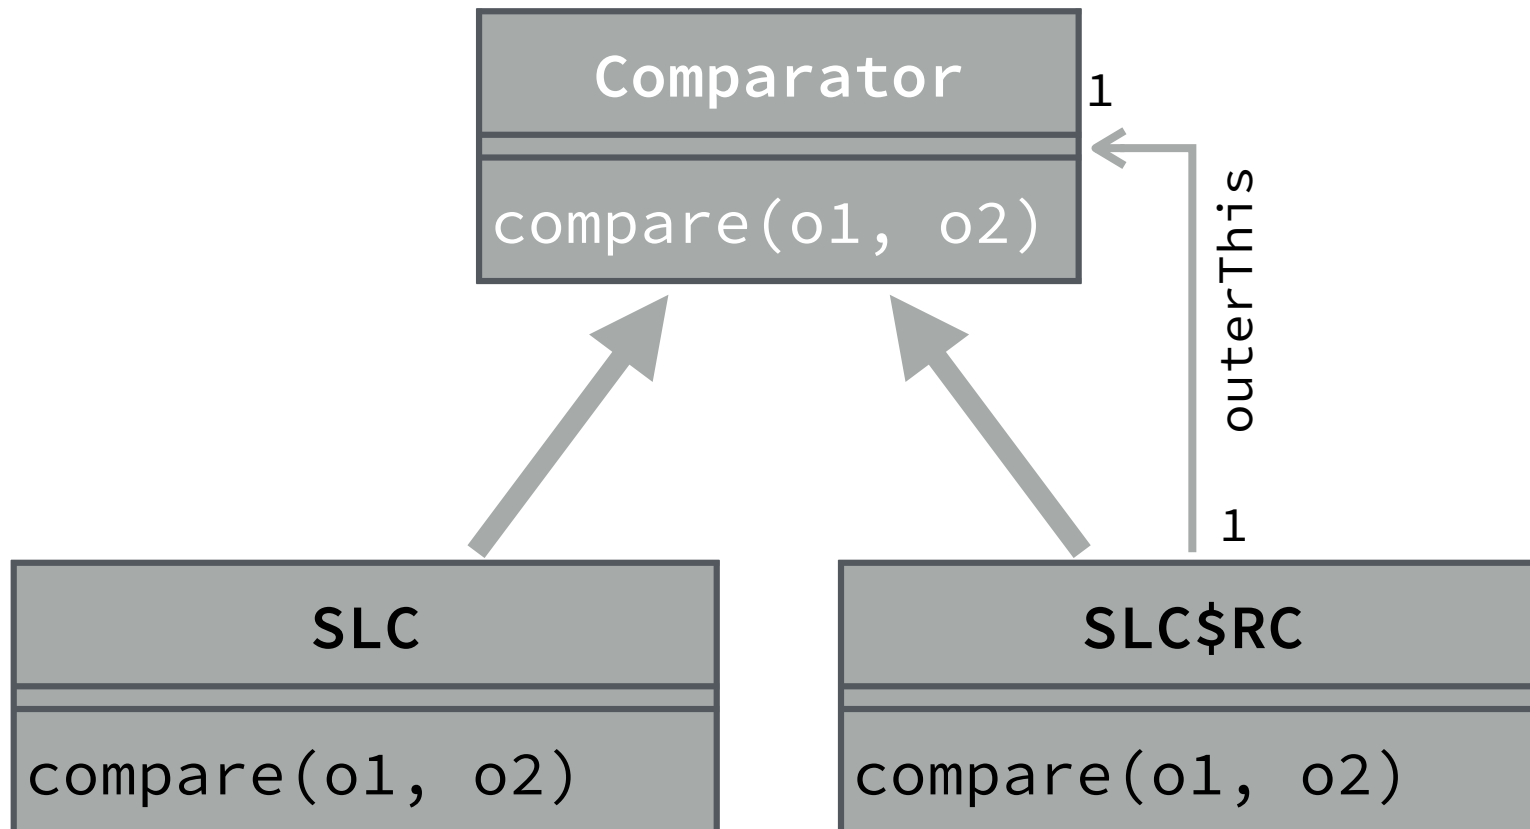 Comparator
1
compare(o1, o2)
outerThis
1
SLC
SLC$RC
compare(o1, o2)
compare(o1, o2)